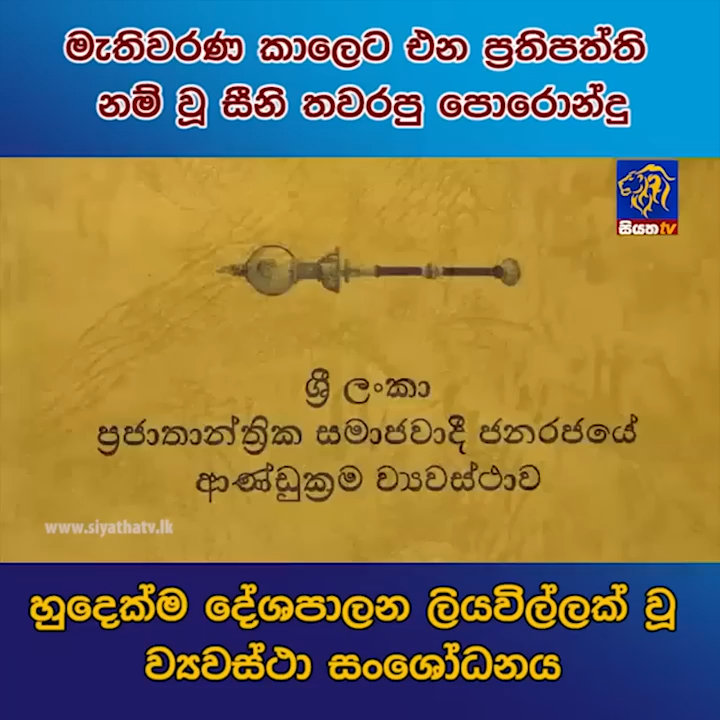 මැතිවරණ කාලෙට එන ප්‍රතිපත්ති
නම් වූ සීනි තවරපු පොරොන්දු
සියත tv
ශ්‍රී ලංකා
ප්‍රජාතාන්ත්‍රික සමාජවාදී ජනරජයේ
ආණ්ඩුක්‍රම ව්‍යවස්ථාව
www.siyathatv.lk
හුදෙක්ම දේශපාලන ලියවිල්ලක් වූ
ව්‍යවස්ථා සංශෝධනය